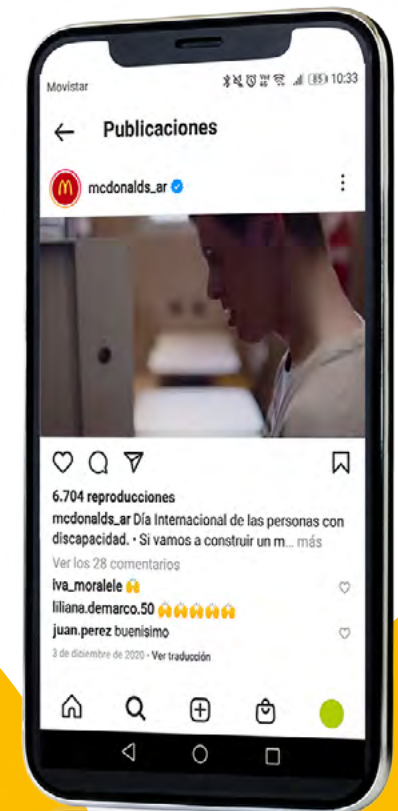 Movistar 85 10:33
Publicaciones
mcdonalds_ar
6.704 reproducciones
mcdonalds_ar Día Internacional de las personas con
discapacidad. • Si vamos a construir un m... más
Ver los 28 comentarios
iva_moralele
liliana.demarco.50
juan.perez buenisimo
3 de diciembre de 2020 • Ver traducción